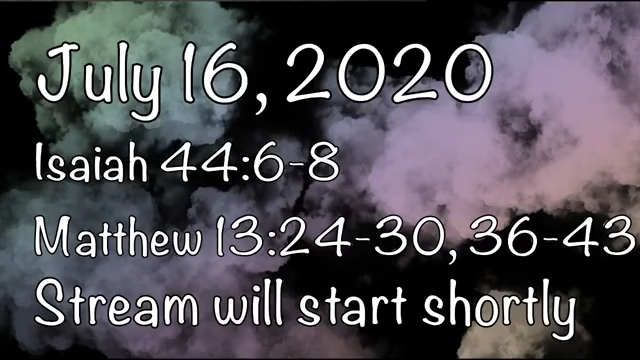 July 16, 2020
Isaiah 44:6-8
Matthew 13:24-30, 36-43
Stream will start shortly